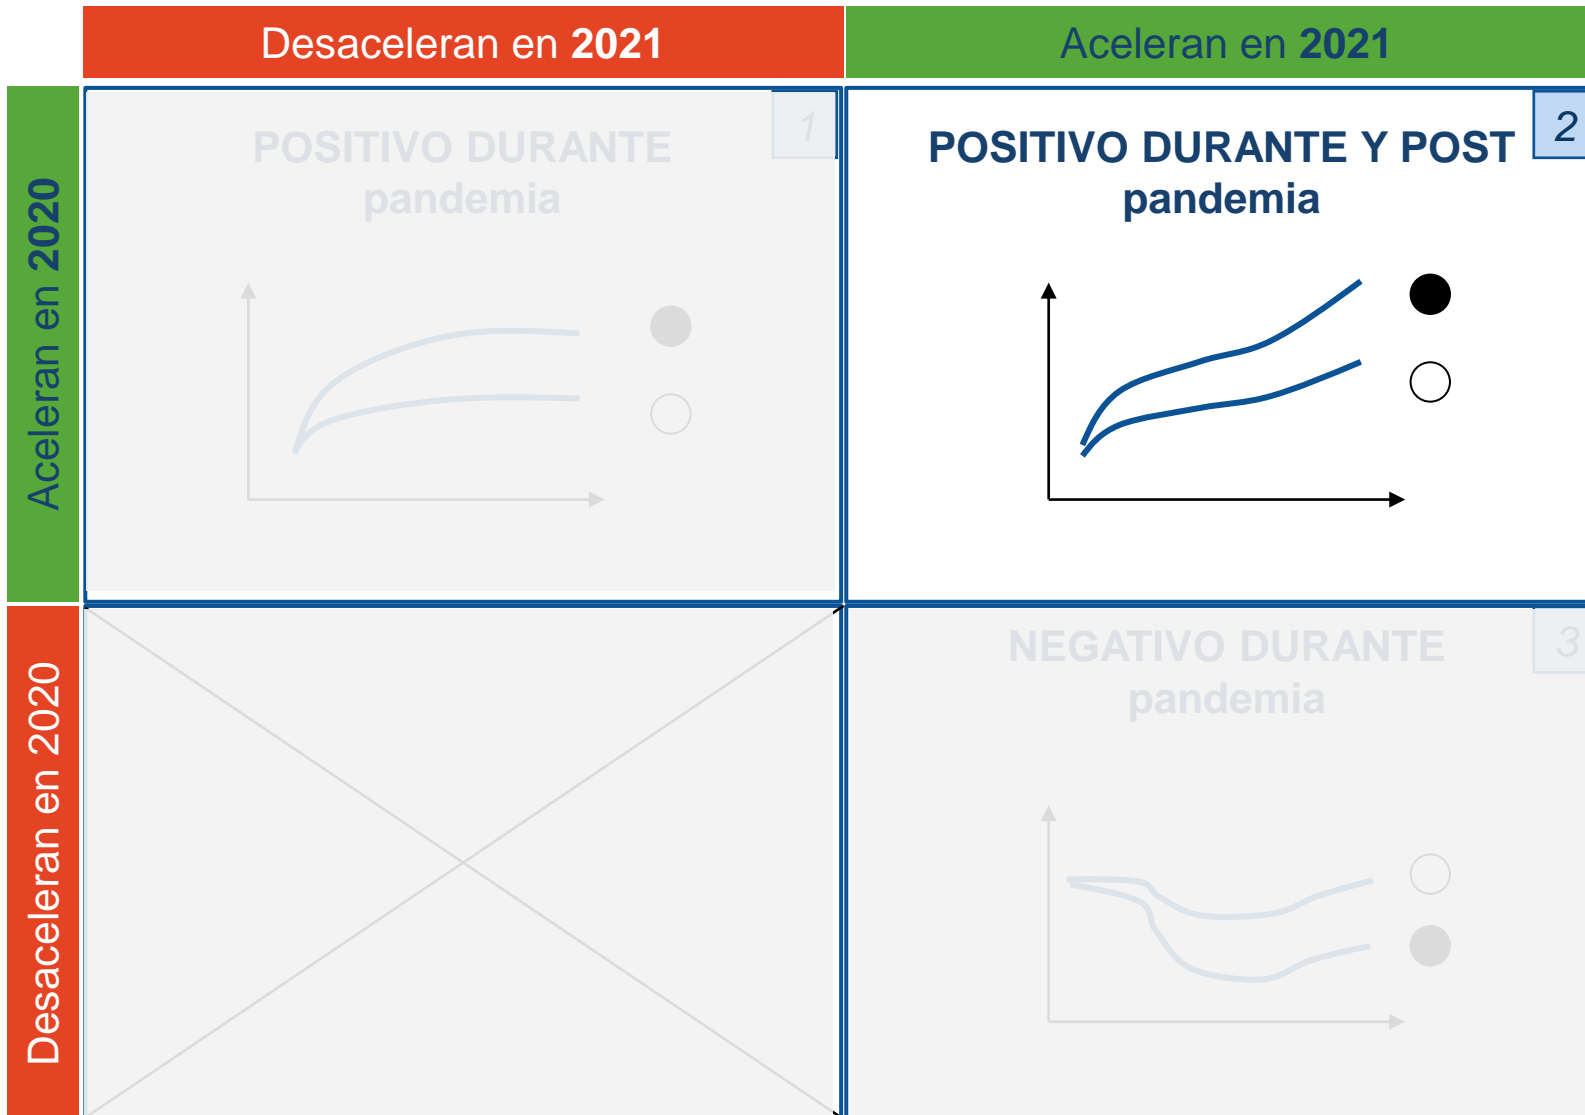 Desaceleran en 2021
Aceleran en 2021
Aceleran en 2020
POSITIVO DURANTE
pandemia
1
POSITIVO DURANTE Y POST
pandemia
2
Desaceleran en 2020
NEGATIVO DURANTE
pandemia
3